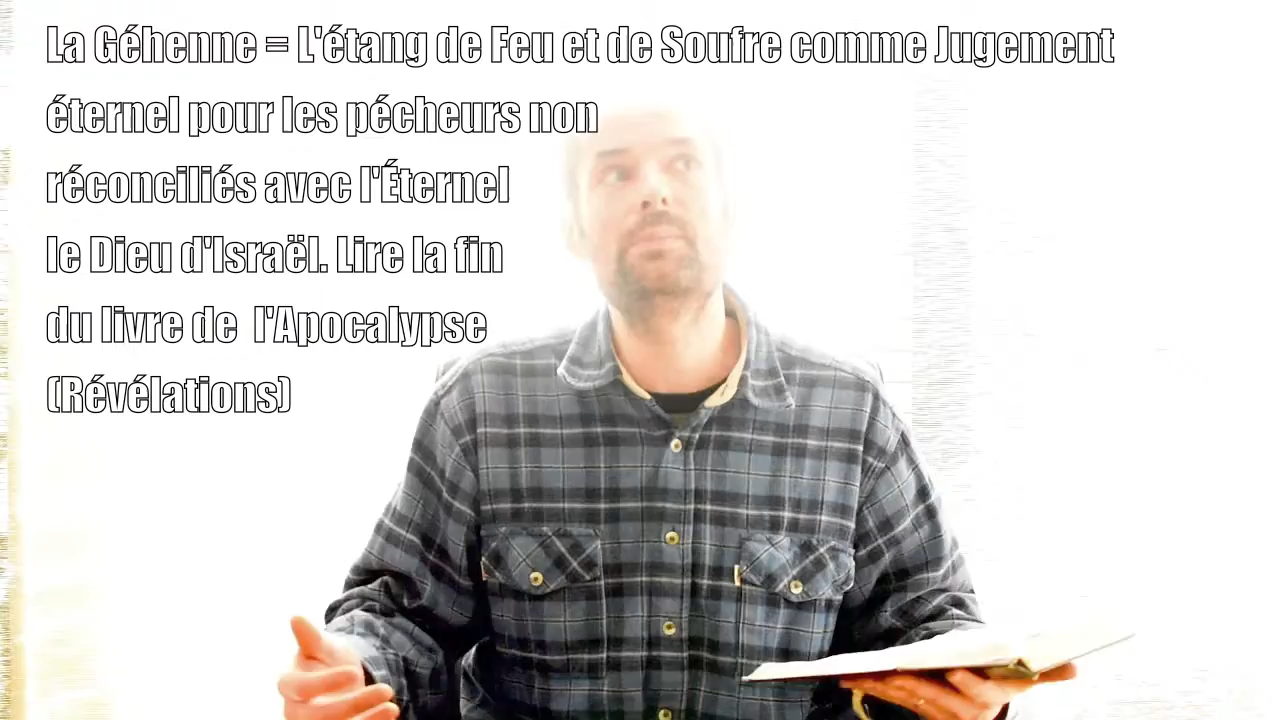 La Géhenne = L'étang de Feu et de Soufre comme Jugement
éternel pour les pécheurs non
réconciliés avec l'Éternel
le Dieu d'Israël. Lire la fin
du livre de  l'Apocalypse
(Révélations)